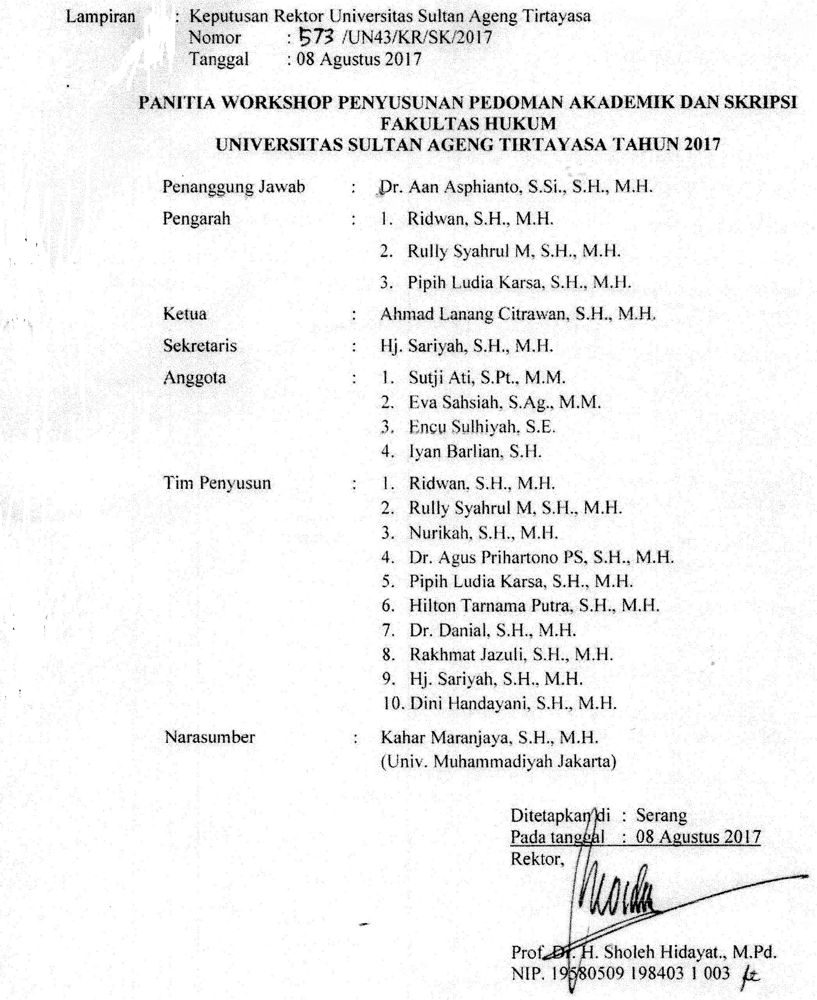 Lampiran : Keputusan Rektor Universitas Sultan Ageng Tirtayasa
Nomor : 573 /UN43/KR/SK/2017
Tanggal : 08 Agustus 2017
PANITIA WORKSHOP PENYUSUNAN PEDOMAN AKADEMIK DAN SKRIPSI
FAKULTAS HUKUM
UNIVERSITAS SULTAN AGENG TIRTAYASA TAHUN 2017
Penanggung Jawab : Dr. Aan Asphianto, S.Si., S.H., M.H.
Pengarah : 1. Ridwan, S.H., M.H.
2. Rully Syahrul M, S.H., M.H.
3. Pipih Ludia Karsa, S.H., M.H.
Ketua : Ahmad Lanang Citrawan, S.H., M.H.
Sekretaris : Hj. Sariyah, S.H., M.H.
Anggota : 1. Sutji Ati, S.Pt., M.M.
2. Eva Sahsiah, S.Ag., M.M.
3. Encu Sulhiyah, S.E.
4. Iyan Barlian, S.H.
Tim Penyusun : 1. Ridwan, S.H., M.H.
2. Rully Syahrul M, S.H., M.H.
3. Nurikah, S.H., M.H.
4. Dr. Agus Prihartono PS, S.H., M.H.
5. Pipih Ludia Karsa, S.H., M.H.
6. Hilton Tarnama Putra, S.H., M.H.
7. Dr. Danial, S.H., M.H.
8. Rakhmat Jazuli, S.H., M.H.
9. Hj. Sariyah, S.H., M.H.
10. Dini Handayani, S.H., M.H.
Narasumber : Kahar Maranjaya, S.H., M.H.
(Univ. Muhammadiyah Jakarta)
Ditetapkan di : Serang
Pada tanggal : 08 Agustus 2017
Rektor,
Prof. Dr. H. Sholeh Hidayat., M.Pd.
NIP. 19580509 198403 1 003